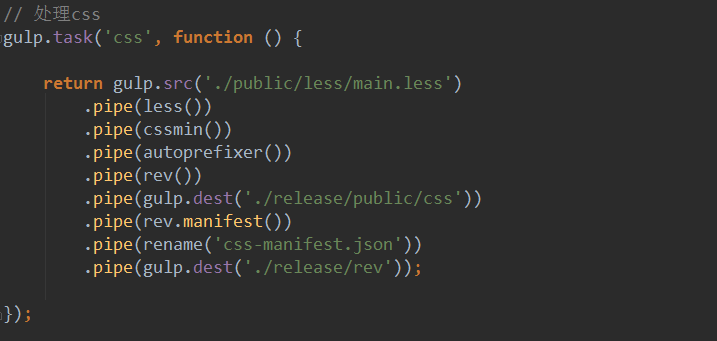 // 处理css
gulp.task('css', function () {
return gulp.src('./public/less/main.less')
.pipe(less())
.pipe(cssmin())
.pipe(autoprefixer())
.pipe(rev())
.pipe(gulp.dest('./release/public/css'))
.pipe(rev.manifest())
.pipe(rename('css-manifest.json'))
.pipe(gulp.dest('./release/rev'));
});